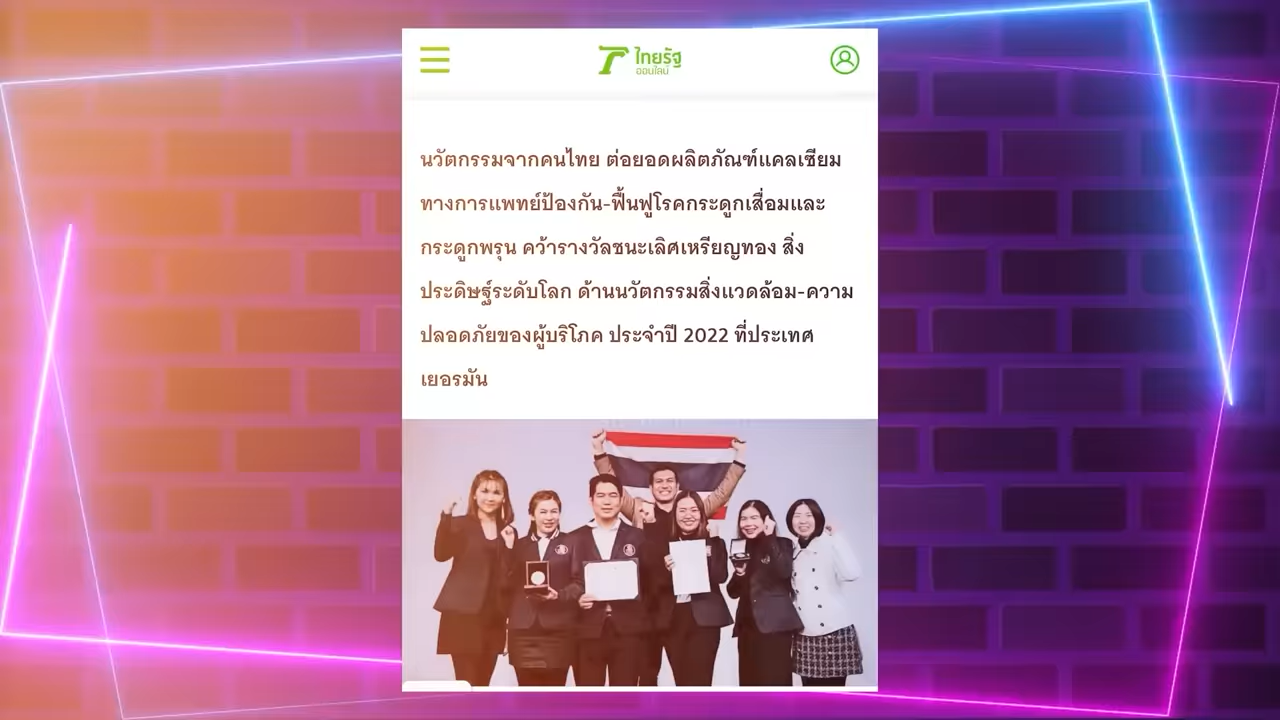 ไทยรัฐ
ออนไลน์
นวัตกรรมจากคนไทย ต่อยอดผลิตภัณฑ์แคลเซียม
ทางการแพทย์ป้องกัน-ฟื้นฟูโรคกระดูกเสื่อมและ
กระดูกพรุน คว้ารางวัลชนะเลิศเหรียญทอง สิ่ง
ประดิษฐ์ระดับโลก ด้านนวัตกรรมสิ่งแวดล้อม-ความ
ปลอดภัยของผู้บริโภค ประจำปี 2022 ที่ประเทศ
เยอรมัน